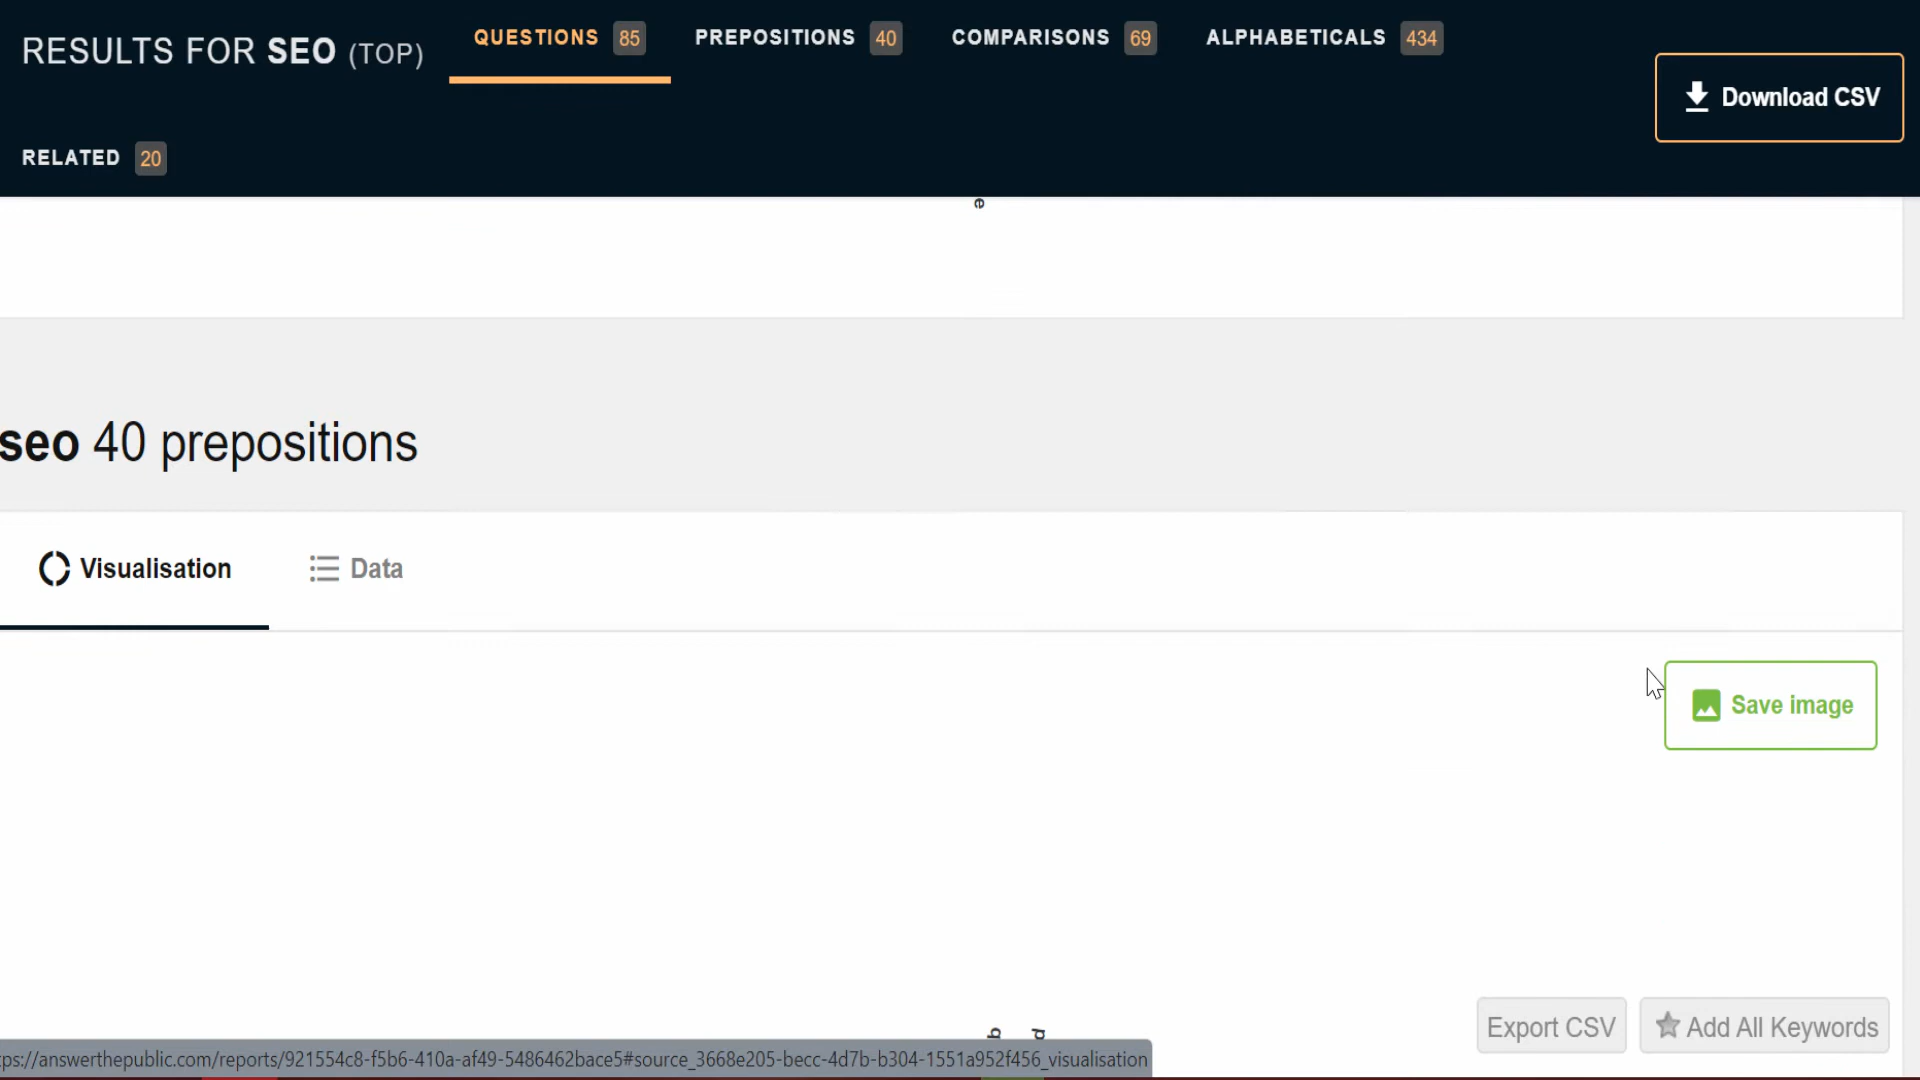 RESULTS FOR SEO (TOP)
QUESTIONS 85
PREPOSITIONS 40
COMPARISONS 69
ALPHABETICALS 434
Download CSV
RELATED 20
e
seo 40 prepositions
Visualisation
Data
Save image
Export CSV
Add All Keywords
q
p
ps://answerthepublic.com/reports/921554c8-f5b6-410a-af49-5486462bace5#source_3668e205-becc-4d7b-b304-1551a952f456_visualisation